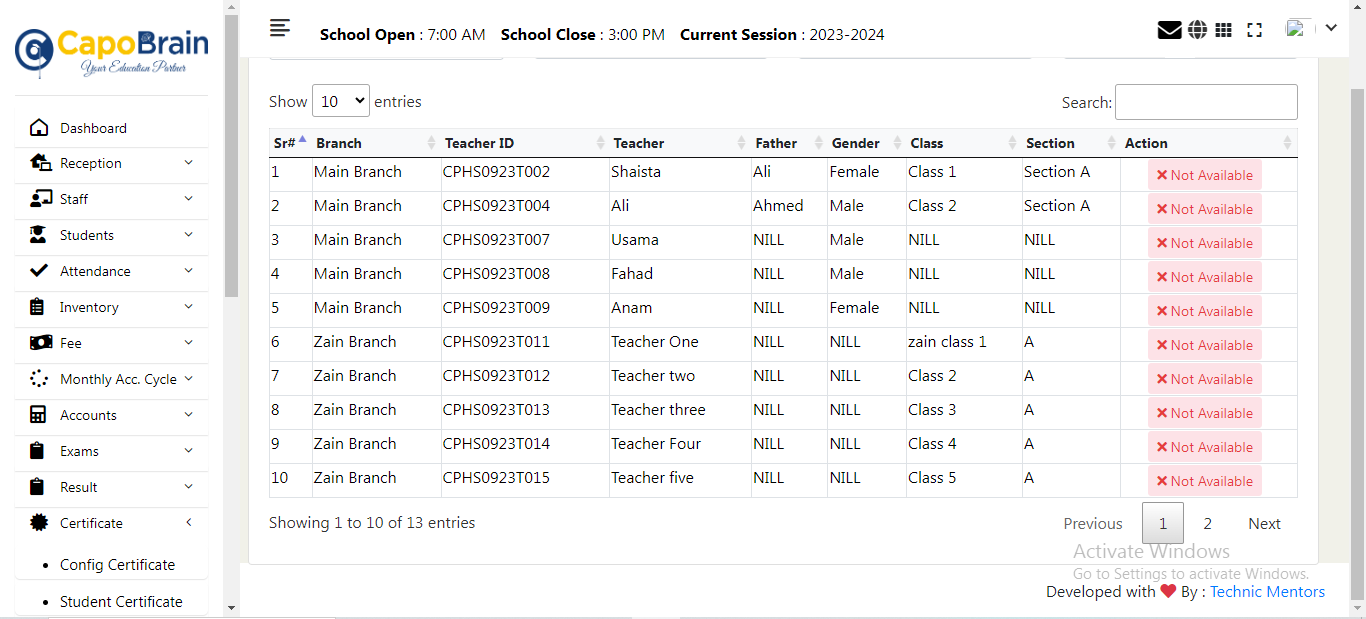 CapoBrain
Your Education Partner
Dashboard
Reception
Staff
Students
Attendance
Inventory
Fee
Monthly Acc. Cycle
Accounts
Exams
Result
Certificate
Config Certificate
Student Certificate
School Open : 7:00 AM School Close : 3:00 PM Current Session : 2023-2024
Show 10 entries Search:
Sr# Branch Teacher ID Teacher Father Gender Class Section Action
1 Main Branch CPHS0923T002 Shaista Ali Female Class 1 Section A Not Available
2 Main Branch CPHS0923T004 Ali Ahmed Male Class 2 Section A Not Available
3 Main Branch CPHS0923T007 Usama NILL Male NILL NILL Not Available
4 Main Branch CPHS0923T008 Fahad NILL Male NILL NILL Not Available
5 Main Branch CPHS0923T009 Anam NILL Female NILL NILL Not Available
6 Zain Branch CPHS0923T011 Teacher One NILL NILL zain class 1 A Not Available
7 Zain Branch CPHS0923T012 Teacher two NILL NILL Class 2 A Not Available
8 Zain Branch CPHS0923T013 Teacher three NILL NILL Class 3 A Not Available
9 Zain Branch CPHS0923T014 Teacher Four NILL NILL Class 4 A Not Available
10 Zain Branch CPHS0923T015 Teacher five NILL NILL Class 5 A Not Available
Showing 1 to 10 of 13 entries Previous 1 2 Next
Activate Windows
Go to Settings to activate Windows.
Developed with ❤ By : Technic Mentors